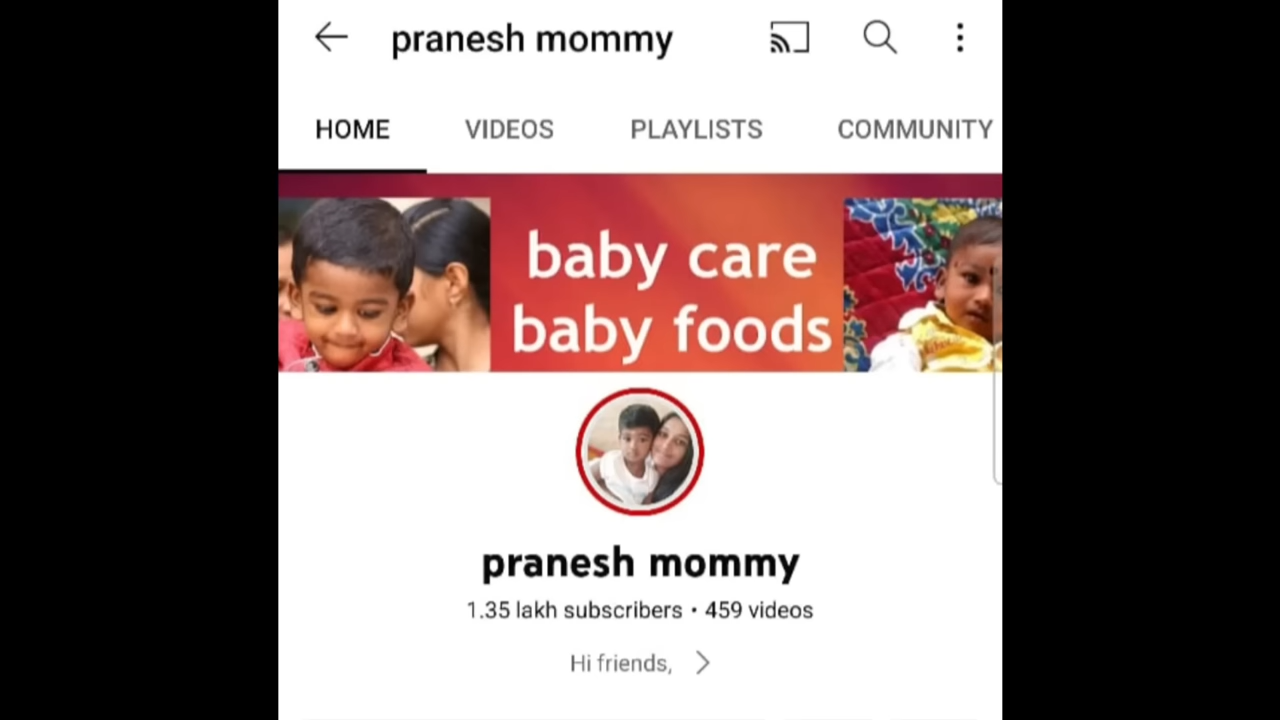 pranesh mommy
HOME VIDEOS PLAYLISTS COMMUNITY
baby care
baby foods
pranesh mommy
1.35 lakh subscribers • 459 videos
Hi friends,